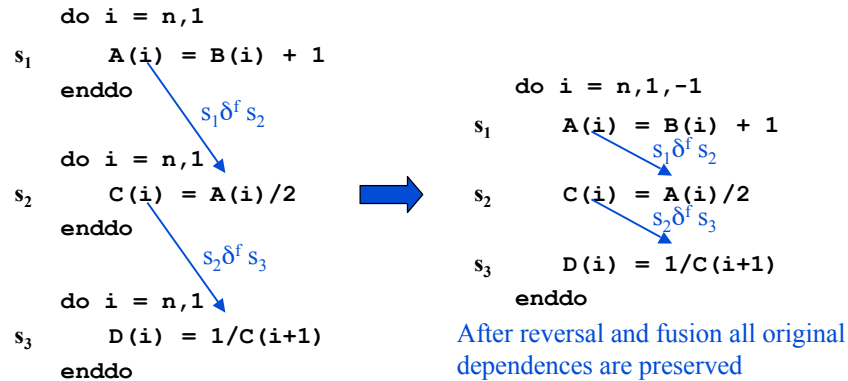 do i = n,1
s₁ A(i) = B(i) + 1
enddo
s₁δᶠ s₂
do i = n,1
s₂ C(i) = A(i)/2
enddo
s₂δᶠ s₃
do i = n,1
s₃ D(i) = 1/C(i+1)
enddo
do i = n,1,-1
s₁ A(i) = B(i) + 1
s₁δᶠ s₂
s₂ C(i) = A(i)/2
s₂δᶠ s₃
s₃ D(i) = 1/C(i+1)
enddo
After reversal and fusion all original
dependences are preserved